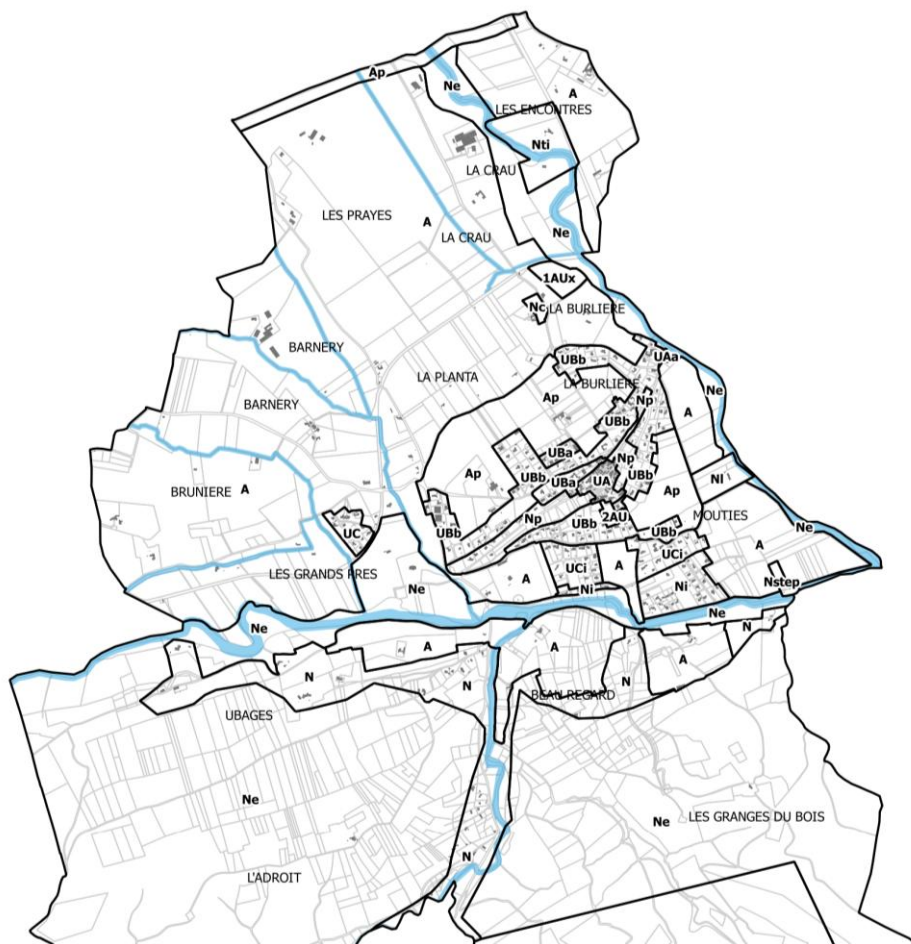 Ap
Ne
A
LES ENCONTRES
Nti
LA CRAU
LES PRAYES
A
LA CRAU
Ne
1AUx
Nc
LA BURLIERE
BARNERY
UBb
UAa
LA PLANTA
LA BURLIERE
Ne
BARNERY
Ap
Np
A
UBb
UBa
Np
BRUNIERE
A
Ap
UBb
UBa
UA
UBb
Ap
Nl
Np
UBb
2AU
MOUTIES
UC
UBb
UBb
Ne
UCi
A
LES GRANDS PRES
Ne
A
UCi
A
Ni
Ni
Nstep
Ne
Ne
N
A
A
A
N
N
N
BEAU REGARD
UBAGES
Ne
Ne
LES GRANGES DU BOIS
N
L'ADROIT